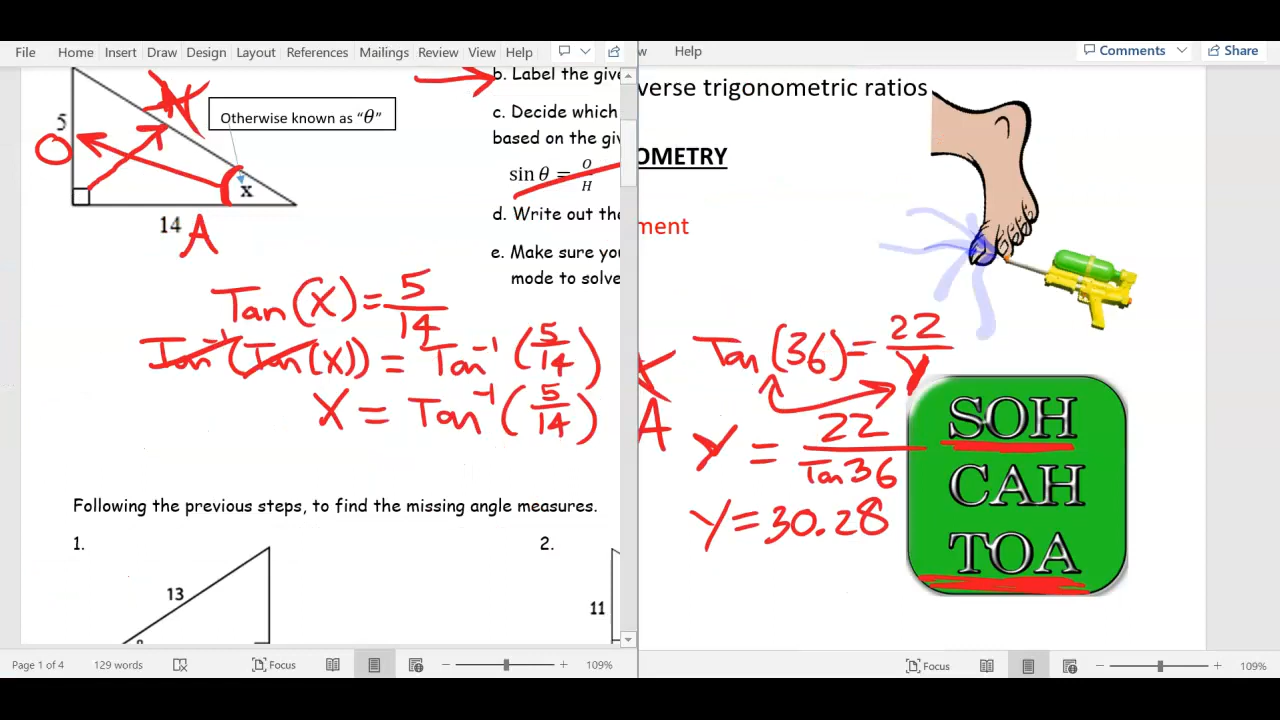 File Home Insert Draw Design Layout References Mailings Review View Help
b. Label the give
5
H
Otherwise known as "θ"
c. Decide which
based on the giv
O
x
sin θ = O/H
14 A
d. Write out the
e. Make sure you
mode to solve
Tan(x)=5/14
Tan⁻¹(Tan(x)) = Tan⁻¹(5/14)
X = Tan⁻¹(5/14)
Following the previous steps, to find the missing angle measures.
1.
2.
13
11
Page 1 of 4 129 words Focus 109%
w Help Comments Share
verse trigonometric ratios
OMETRY
ment
Tan(36)=22/Y
A
Y = 22/Tan36
Y=30.28
SOH
CAH
TOA
Focus 109%